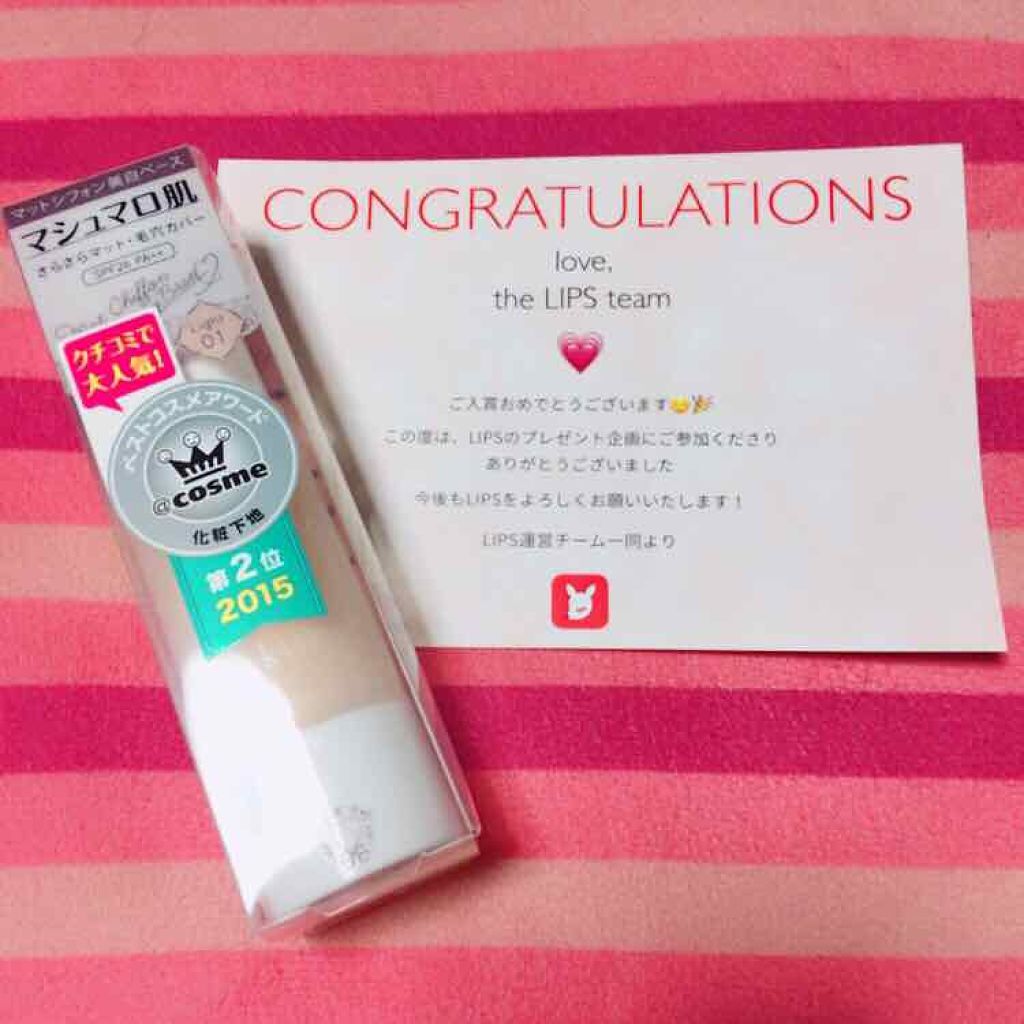 マットシフォン美白ベース
マシュマロ肌
さらさらマット・毛穴カバー
SPF26 PA++
Chiffon
Light
01
クチコミで
大人気!
ベストコスメアワード
@cosme
化粧下地
第2位
2015
CONGRATULATIONS
love,
the LIPS team
💗
ご入賞おめでとうございます😊🎉
この度は、LIPSのプレゼント企画にご参加くださり
ありがとうございました
今後もLIPSをよろしくお願いいたします！
LIPS運営チーム一同より